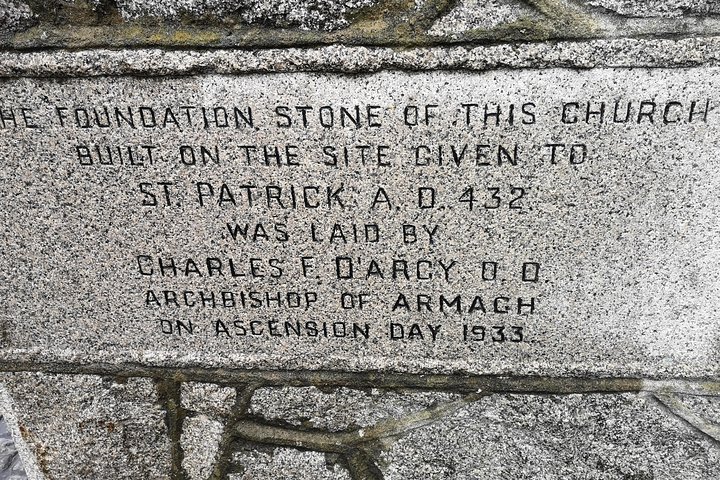 HE FOUNDATION STONE OF THIS CHURCH
BUILT ON THE SITE GIVEN TO
ST. PATRICK A. D. 432
WAS LAID BY
CHARLES F. D'ARCY D. D.
ARCHBISHOP OF ARMAGH
ON ASCENSION DAY 1933